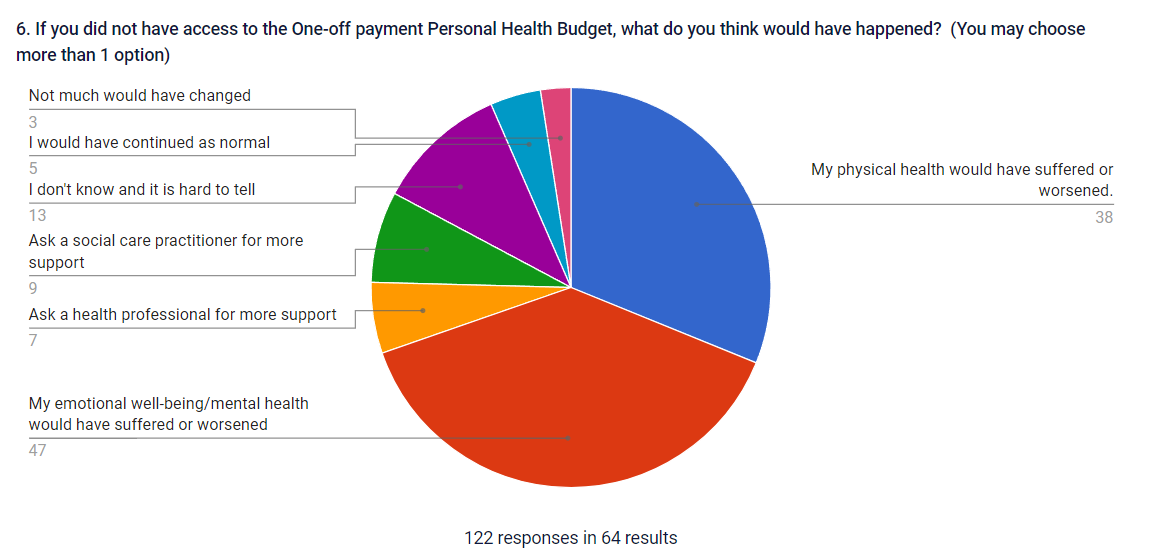 6. If you did not have access to the One-off payment Personal Health Budget, what do you think would have happened?  (You may choose
more than 1 option)
Not much would have changed
3
I would have continued as normal
5
I don't know and it is hard to tell
13
Ask a social care practitioner for more
support
9
Ask a health professional for more support
7
My emotional well-being/mental health
would have suffered or worsened
47
My physical health would have suffered or
worsened.
38
122 responses in 64 results